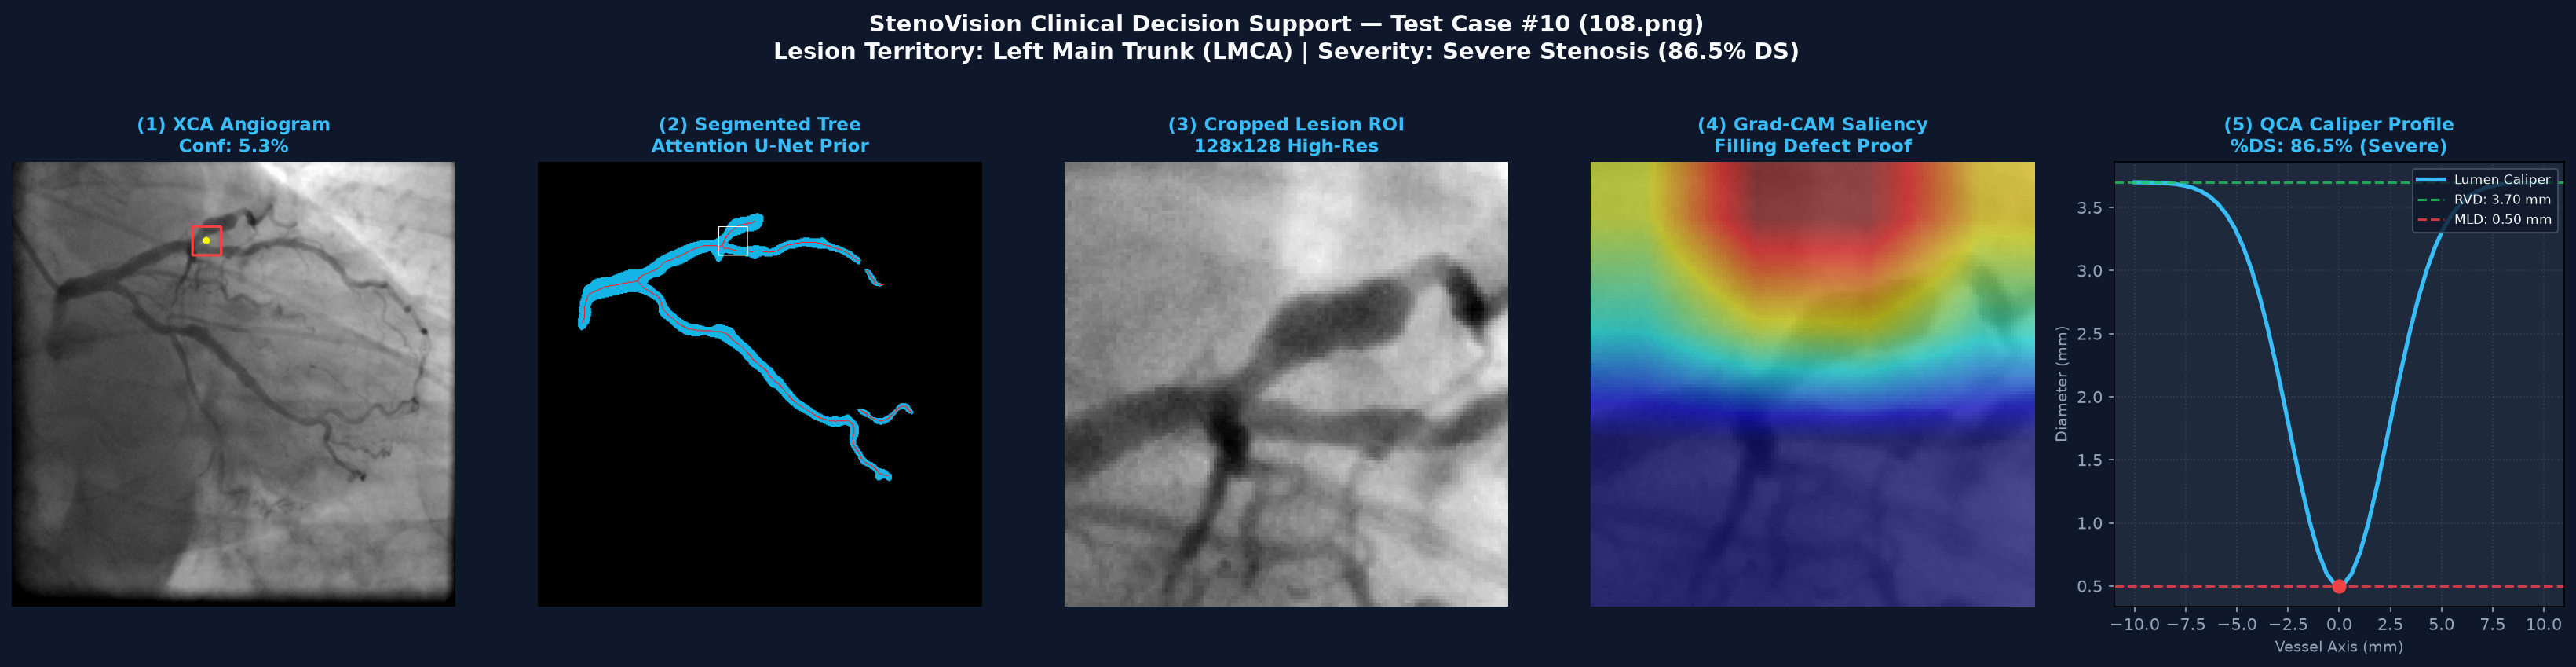 StenoVision Clinical Decision Support — Test Case #10 (108.png)
Lesion Territory: Left Main Trunk (LMCA) | Severity: Severe Stenosis (86.5% DS)
(1) XCA Angiogram
Conf: 5.3%
(2) Segmented Tree
Attention U-Net Prior
(3) Cropped Lesion ROI
128x128 High-Res
(4) Grad-CAM Saliency
Filling Defect Proof
(5) QCA Caliper Profile
%DS: 86.5% (Severe)
Lumen Caliper
RVD: 3.70 mm
MLD: 0.50 mm
Diameter (mm)
3.5
3.0
2.5
2.0
1.5
1.0
0.5
−10.0 −7.5 −5.0 −2.5 0.0 2.5 5.0 7.5 10.0
Vessel Axis (mm)